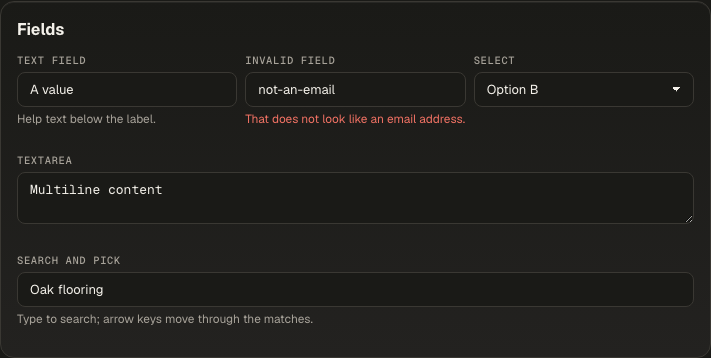 Fields
TEXT FIELD
INVALID FIELD
SELECT
A value
not-an-email
Option B
Help text below the label.
That does not look like an email address.
TEXTAREA
Multiline content
SEARCH AND PICK
Oak flooring
Type to search; arrow keys move through the matches.